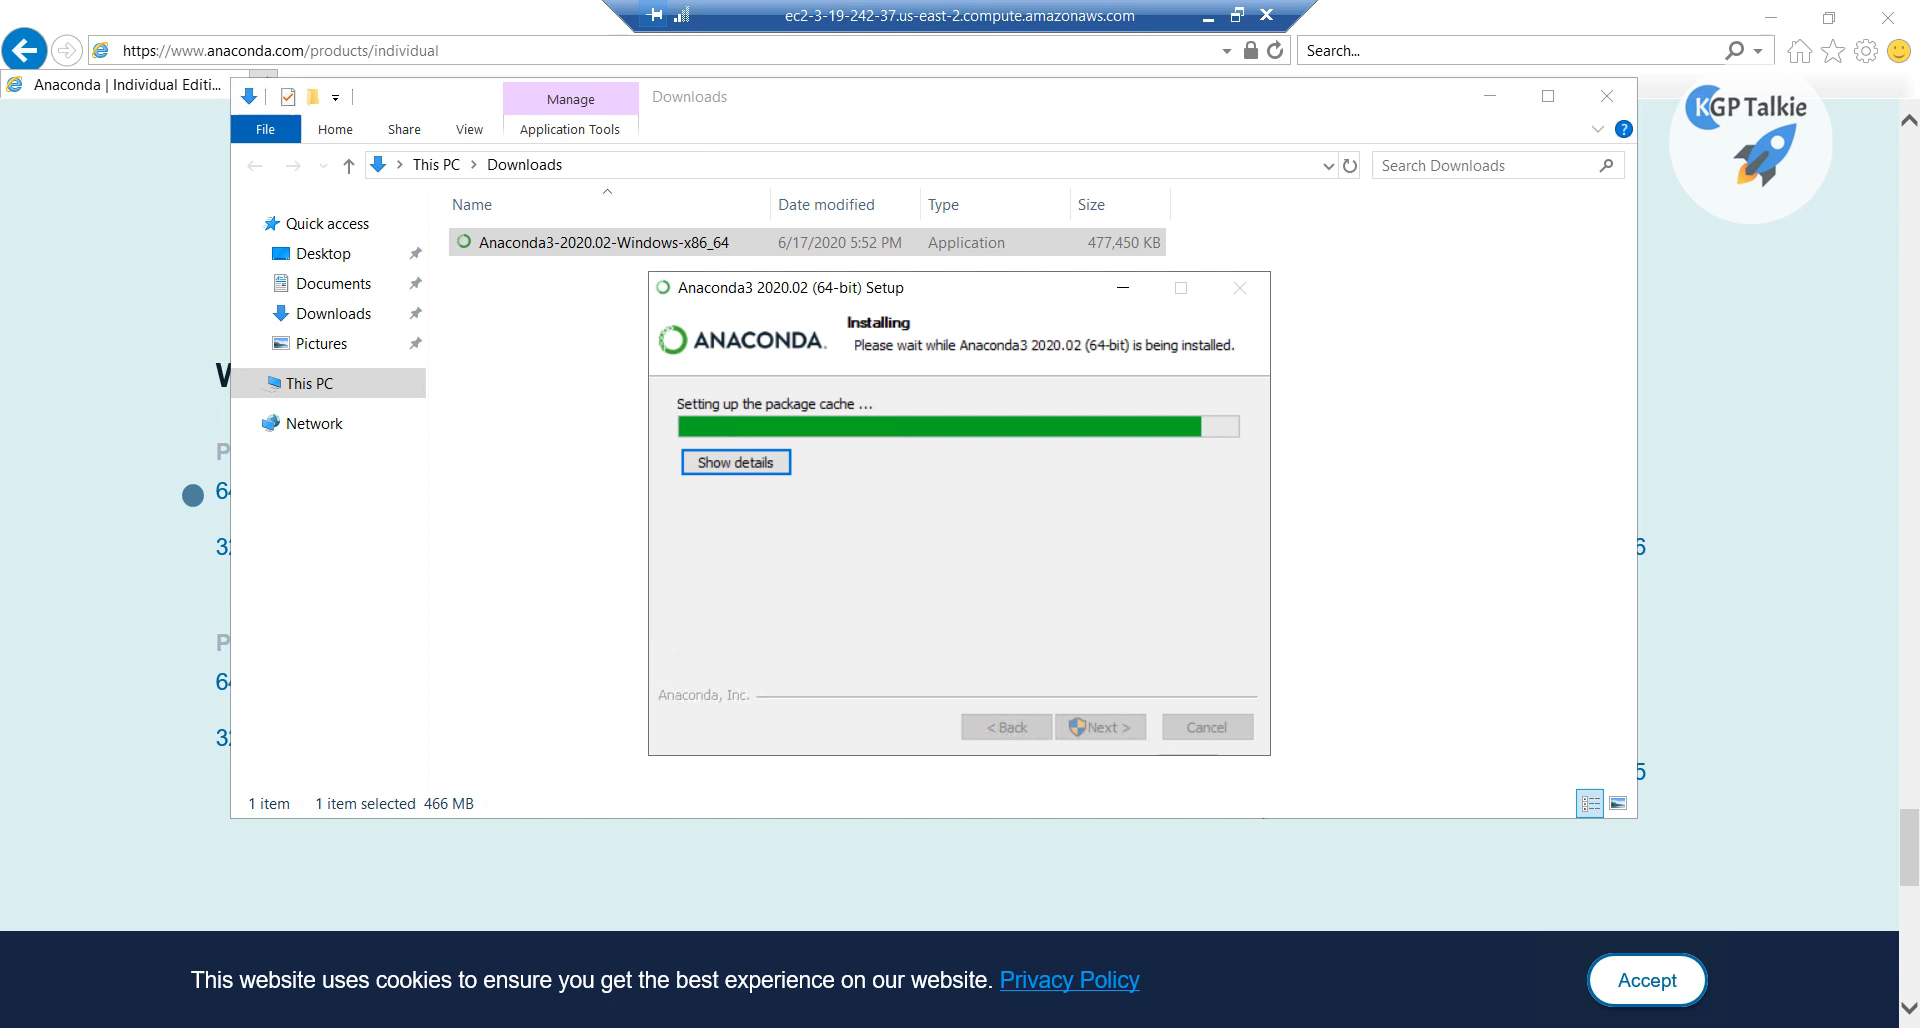 ec2-3-19-242-37.us-east-2.compute.amazonaws.com
https://www.anaconda.com/products/individual
Search...
Anaconda | Individual Editi...
Manage
Downloads
File
Home
Share
View
Application Tools
This PC > Downloads
Search Downloads
KGP Talkie
Name
Date modified
Type
Size
Quick access
Desktop
Documents
Downloads
Pictures
This PC
Network
Anaconda3-2020.02-Windows-x86_64
6/17/2020 5:52 PM
Application
477,450 KB
Anaconda3 2020.02 (64-bit) Setup
ANACONDA.
Installing
Please wait while Anaconda3 2020.02 (64-bit) is being installed.
Setting up the package cache ...
Show details
Anaconda, Inc.
< Back
Next >
Cancel
1 item
1 item selected 466 MB
This website uses cookies to ensure you get the best experience on our website. Privacy Policy
Accept